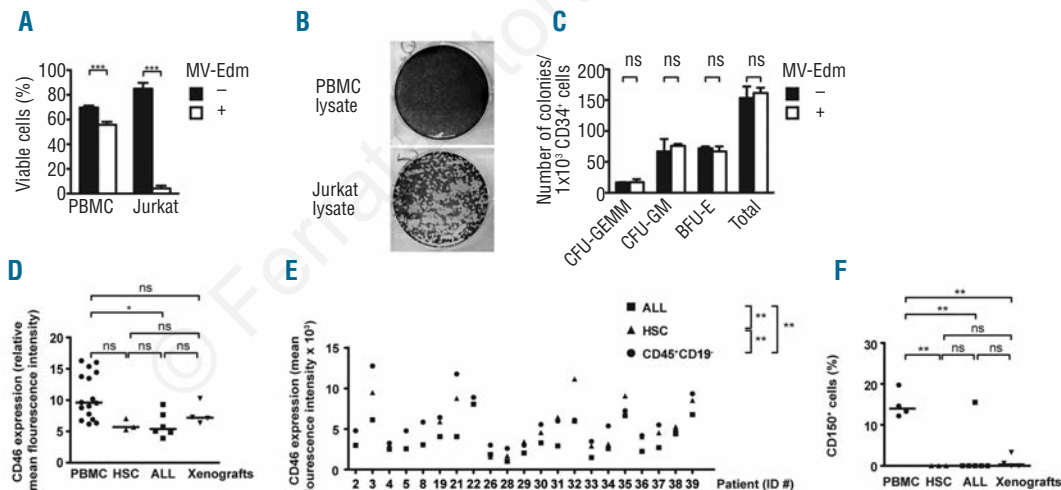 A
Viable cells (%)
100
80
60
40
20
0
***
***
MV-Edm
–
+
PBMC
Jurkat
B
PBMC
lysate
Jurkat
lysate
C
Number of colonies/
1x10³ CD34⁺ cells
200
150
100
50
0
ns
ns
ns
ns
MV-Edm
–
+
CFU-GEMM
CFU-GM
BFU-E
Total
D
CD46 expression (relative
mean flourescence intensity)
20
15
10
5
0
ns
*
ns
ns
ns
ns
PBMC HSC ALL Xenografts
E
CD46 expression (mean
ourescence intensity x 10³)
20
15
10
5
0
ALL
HSC
CD45⁺CD19⁻
**
**
**
2 3 4 5 8 19 21 22 26 28 29 30 31 32 33 34 35 36 37 38 39 Patient (ID #)
F
CD150⁺ cells (%)
30
20
10
0
**
**
ns
**
ns
ns
PBMC HSC ALL Xenografts
© Ferrata Stor